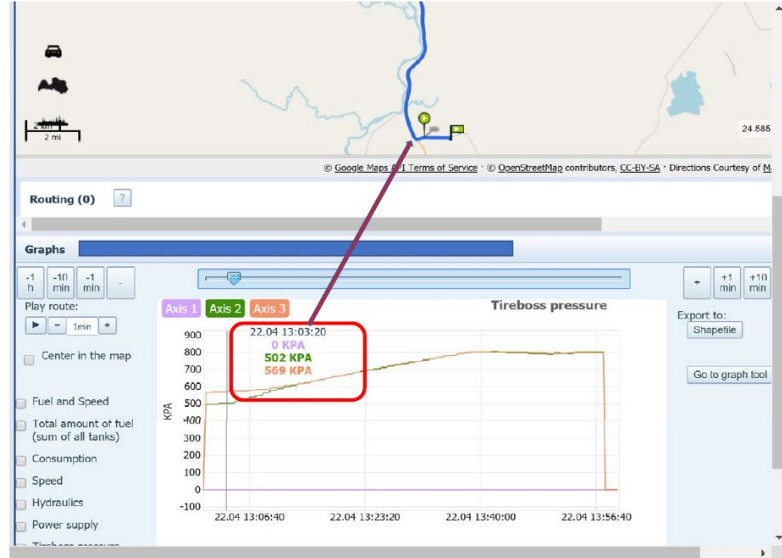 2 mi
24.585
© Google Maps API Terms of Service · © OpenStreetMap contributors, CC-BY-SA · Directions Courtesy of M
Routing (0) ?
Graphs
-1 h
-10 min
-1 min
-
+
+1 min
+10 min
Play route:
- 1min +
Center in the map
Fuel and Speed
Total amount of fuel
(sum of all tanks)
Consumption
Speed
Hydraulics
Power supply
Axis 1 Axis 2 Axis 3
Tireboss pressure
22.04 13:03:20
0 KPA
502 KPA
569 KPA
KPA
900
800
700
600
500
400
300
200
100
0
-100
22.04 13:06:40 22.04 13:23:20 22.04 13:40:00 22.04 13:56:40
Export to:
Shapefile
Go to graph tool